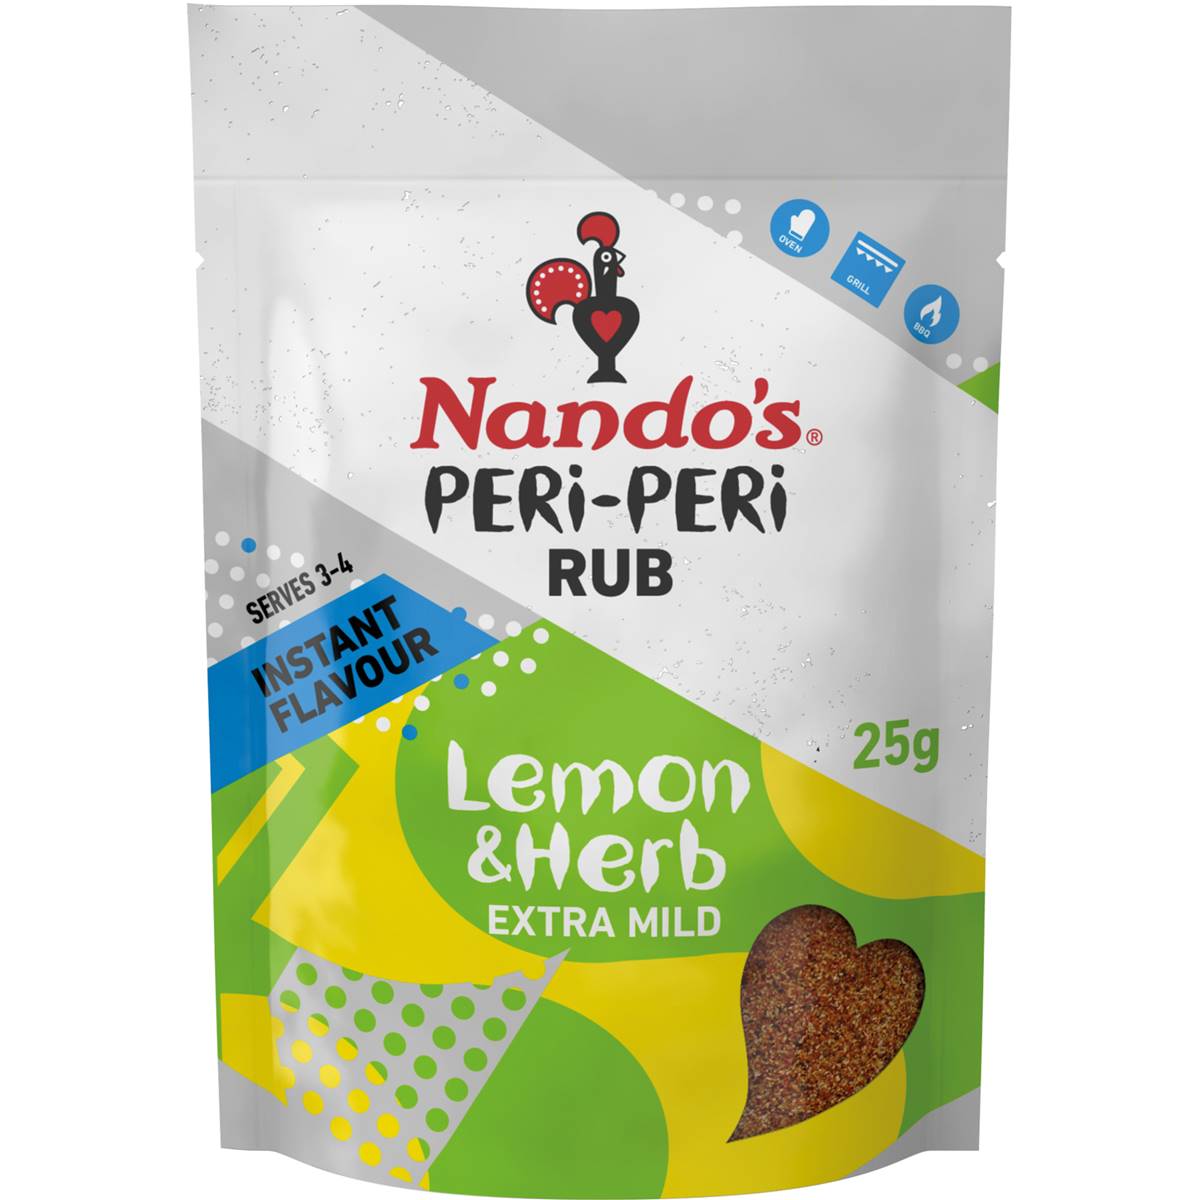 OVEN
GRILL
BBQ
Nando's®
PERi-PERi
RUB
SERVES 3-4
INSTANT
FLAVOUR
25g
Lemon
&Herb
EXTRA MILD